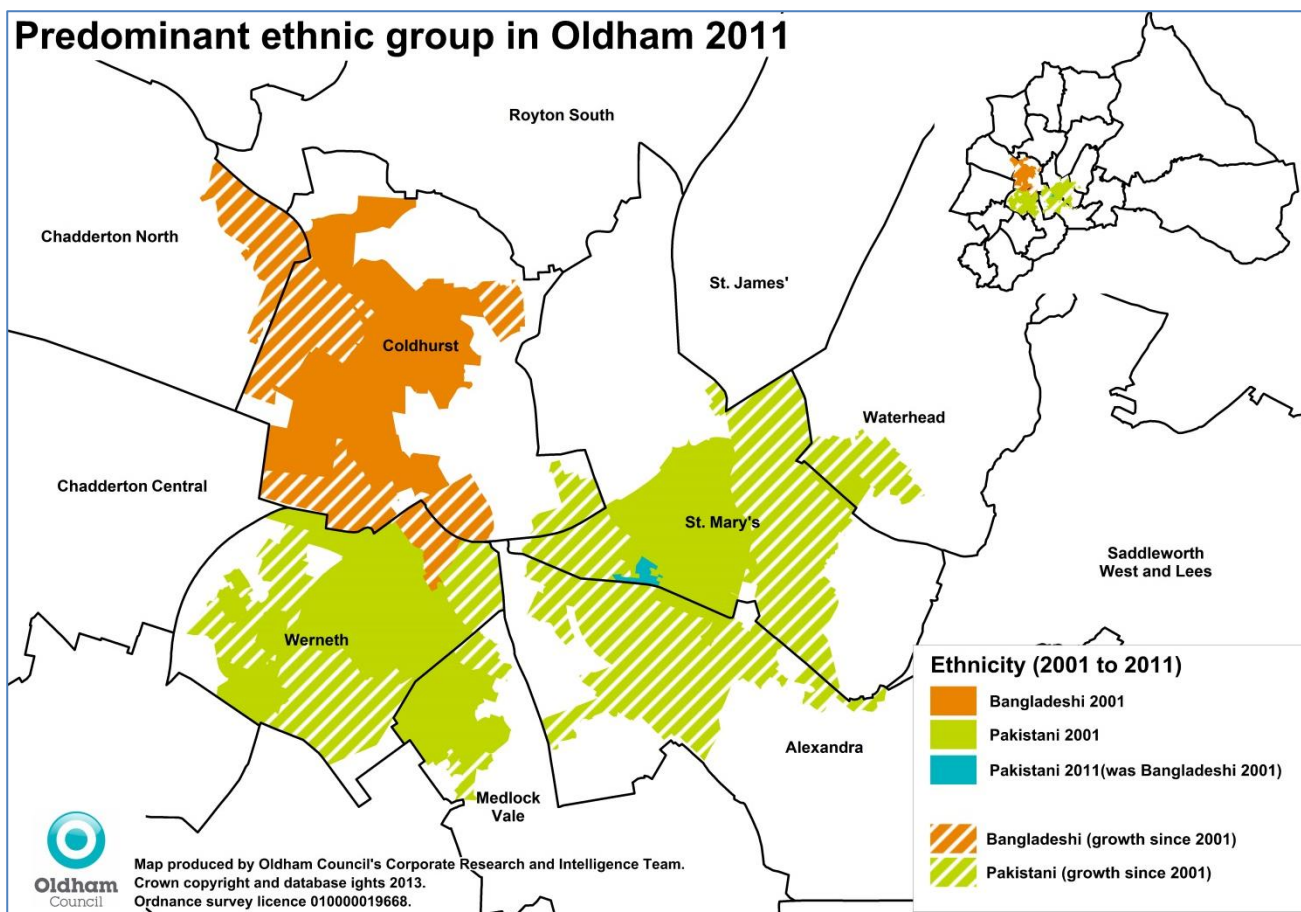 Predominant ethnic group in Oldham 2011
Royton South
Chadderton North
St. James'
Coldhurst
Waterhead
Chadderton Central
St. Mary's
Saddleworth
West and Lees
Werneth
Alexandra
Medlock
Vale
Ethnicity (2001 to 2011)
Bangladeshi 2001
Pakistani 2001
Pakistani 2011(was Bangladeshi 2001)
Bangladeshi (growth since 2001)
Pakistani (growth since 2001)
Oldham
Council
Map produced by Oldham Council's Corporate Research and Intelligence Team.
Crown copyright and database ights 2013.
Ordnance survey licence 010000019668.